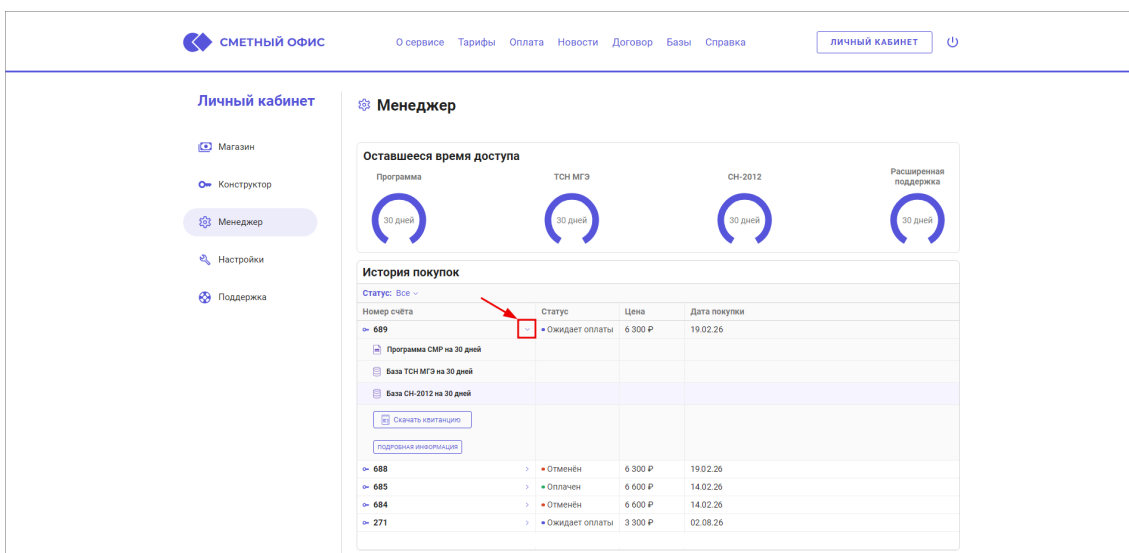 СМЕТНЫЙ ОФИС
О сервисе Тарифы Оплата Новости Договор Базы Справка
ЛИЧНЫЙ КАБИНЕТ
Личный кабинет
Магазин
Конструктор
Менеджер
Настройки
Поддержка
Менеджер
Оставшееся время доступа
Программа ТСН МГЭ СН-2012 Расширенная поддержка
30 дней 30 дней 30 дней 30 дней
История покупок
Статус: Все
Номер счёта Статус Цена Дата покупки
689 Ожидает оплаты 6 300 ₽ 19.02.26
Программа СМР на 30 дней
База ТСН МГЭ на 30 дней
База СН-2012 на 30 дней
Скачать квитанцию
ПОДРОБНАЯ ИНФОРМАЦИЯ
688 Отменён 6 300 ₽ 19.02.26
685 Оплачен 6 600 ₽ 14.02.26
684 Отменён 6 600 ₽ 14.02.26
271 Ожидает оплаты 3 300 ₽ 02.08.26